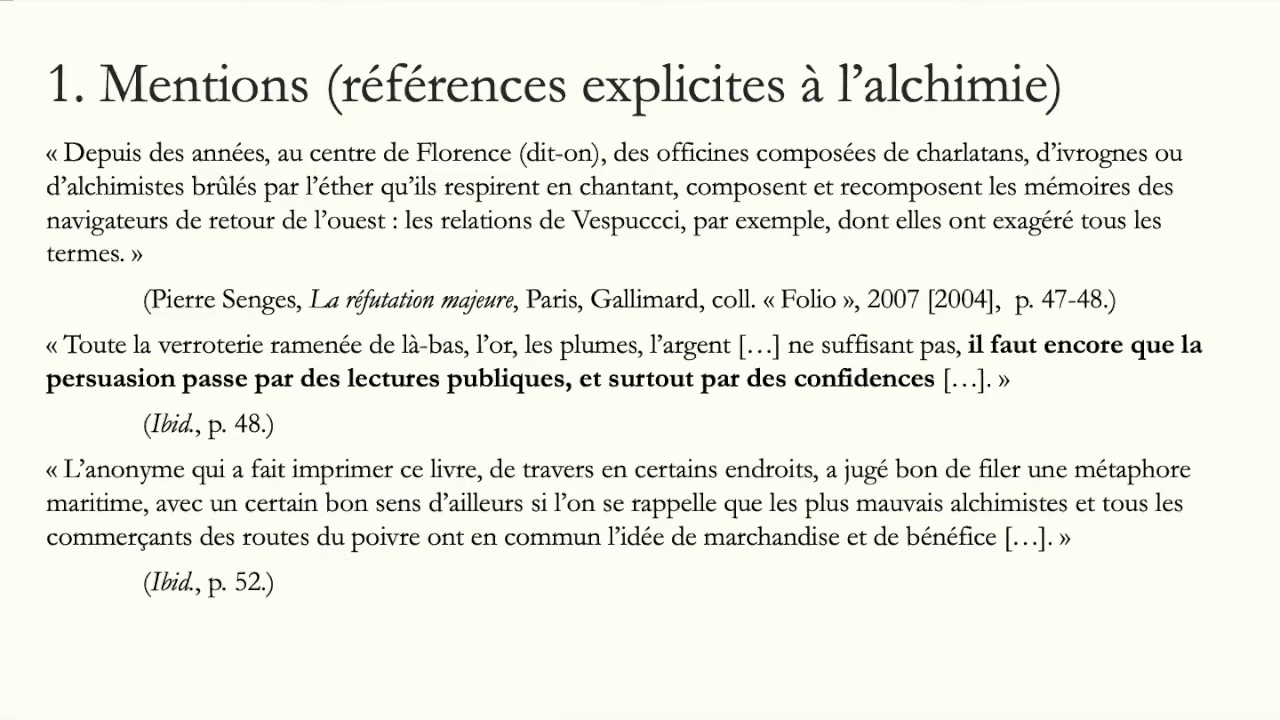 1. Mentions (références explicites à l’alchimie)
« Depuis des années, au centre de Florence (dit-on), des officines composées de charlatans, d’ivrognes ou
d’alchimistes brûlés par l’éther qu’ils respirent en chantant, composent et recomposent les mémoires des
navigateurs de retour de l’ouest : les relations de Vespuccci, par exemple, dont elles ont exagéré tous les
termes. »
(Pierre Senges, La réfutation majeure, Paris, Gallimard, coll. « Folio », 2007 [2004], p. 47-48.)
« Toute la verroterie ramenée de là-bas, l’or, les plumes, l’argent […] ne suffisant pas, il faut encore que la
persuasion passe par des lectures publiques, et surtout par des confidences […]. »
(Ibid., p. 48.)
« L’anonyme qui a fait imprimer ce livre, de travers en certains endroits, a jugé bon de filer une métaphore
maritime, avec un certain bon sens d’ailleurs si l’on se rappelle que les plus mauvais alchimistes et tous les
commerçants des routes du poivre ont en commun l’idée de marchandise et de bénéfice […]. »
(Ibid., p. 52.)